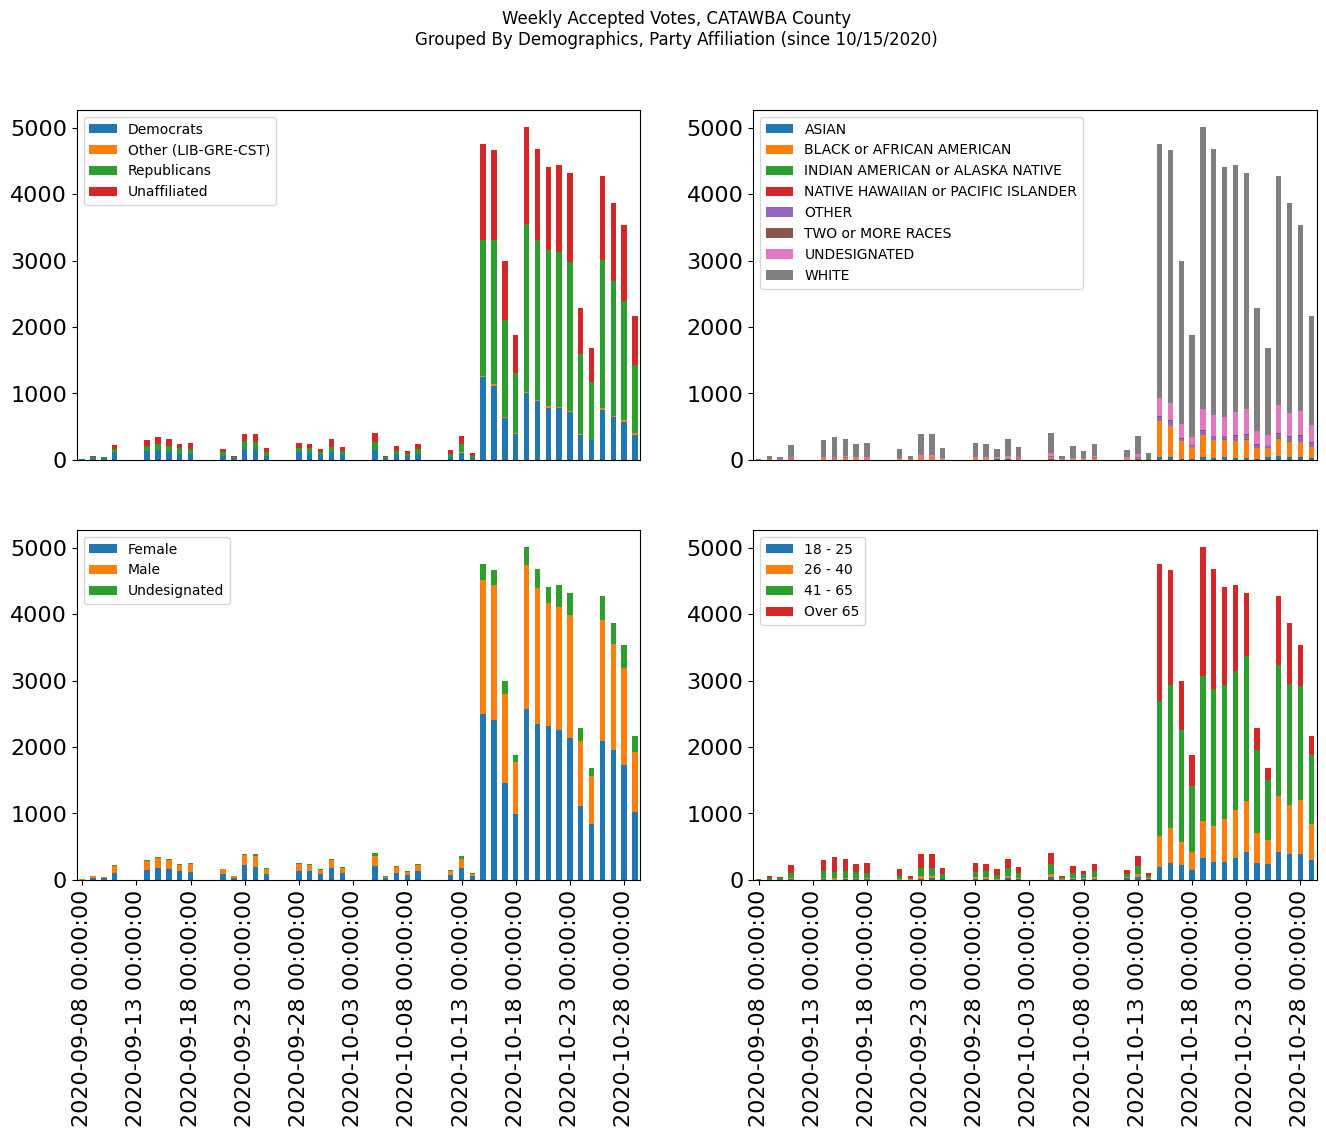 Weekly Accepted Votes, CATAWBA County
Grouped By Demographics, Party Affiliation (since 10/15/2020)
5000
4000
3000
2000
1000
0
Democrats
Other (LIB-GRE-CST)
Republicans
Unaffiliated
5000
4000
3000
2000
1000
0
ASIAN
BLACK or AFRICAN AMERICAN
INDIAN AMERICAN or ALASKA NATIVE
NATIVE HAWAIIAN or PACIFIC ISLANDER
OTHER
TWO or MORE RACES
UNDESIGNATED
WHITE
5000
4000
3000
2000
1000
0
Female
Male
Undesignated
2020-09-08 00:00:00
2020-09-13 00:00:00
2020-09-18 00:00:00
2020-09-23 00:00:00
2020-09-28 00:00:00
2020-10-03 00:00:00
2020-10-08 00:00:00
2020-10-13 00:00:00
2020-10-18 00:00:00
2020-10-23 00:00:00
2020-10-28 00:00:00
5000
4000
3000
2000
1000
0
18 - 25
26 - 40
41 - 65
Over 65
2020-09-08 00:00:00
2020-09-13 00:00:00
2020-09-18 00:00:00
2020-09-23 00:00:00
2020-09-28 00:00:00
2020-10-03 00:00:00
2020-10-08 00:00:00
2020-10-13 00:00:00
2020-10-18 00:00:00
2020-10-23 00:00:00
2020-10-28 00:00:00